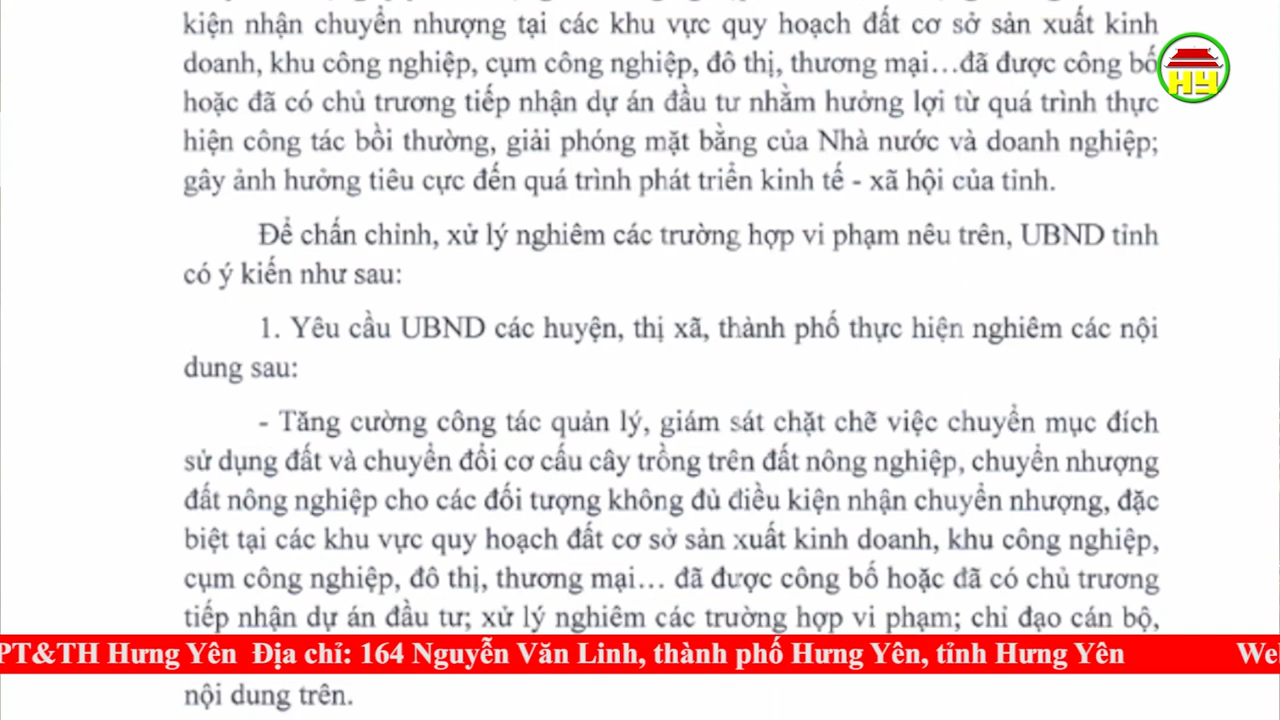 kiện nhận chuyển nhượng tại các khu vực quy hoạch đất cơ sở sản xuất kinh
doanh, khu công nghiệp, cụm công nghiệp, đô thị, thương mại…đã được công bố
HY
hoặc đã có chủ trương tiếp nhận dự án đầu tư nhằm hưởng lợi từ quá trình thực
hiện công tác bồi thường, giải phóng mặt bằng của Nhà nước và doanh nghiệp;
gây ảnh hưởng tiêu cực đến quá trình phát triển kinh tế - xã hội của tỉnh.
Để chấn chỉnh, xử lý nghiêm các trường hợp vi phạm nêu trên, UBND tỉnh
có ý kiến như sau:
1. Yêu cầu UBND các huyện, thị xã, thành phố thực hiện nghiêm các nội
dung sau:
- Tăng cường công tác quản lý, giám sát chặt chẽ việc chuyển mục đích
sử dụng đất và chuyển đổi cơ cấu cây trồng trên đất nông nghiệp, chuyển nhượng
đất nông nghiệp cho các đối tượng không đủ điều kiện nhận chuyển nhượng, đặc
biệt tại các khu vực quy hoạch đất cơ sở sản xuất kinh doanh, khu công nghiệp,
cụm công nghiệp, đô thị, thương mại… đã được công bố hoặc đã có chủ trương
tiếp nhận dự án đầu tư; xử lý nghiêm các trường hợp vi phạm; chỉ đạo cán bộ,
PT&TH Hưng Yên Địa chỉ: 164 Nguyễn Văn Linh, thành phố Hưng Yên, tỉnh Hưng Yên
nội dung trên.